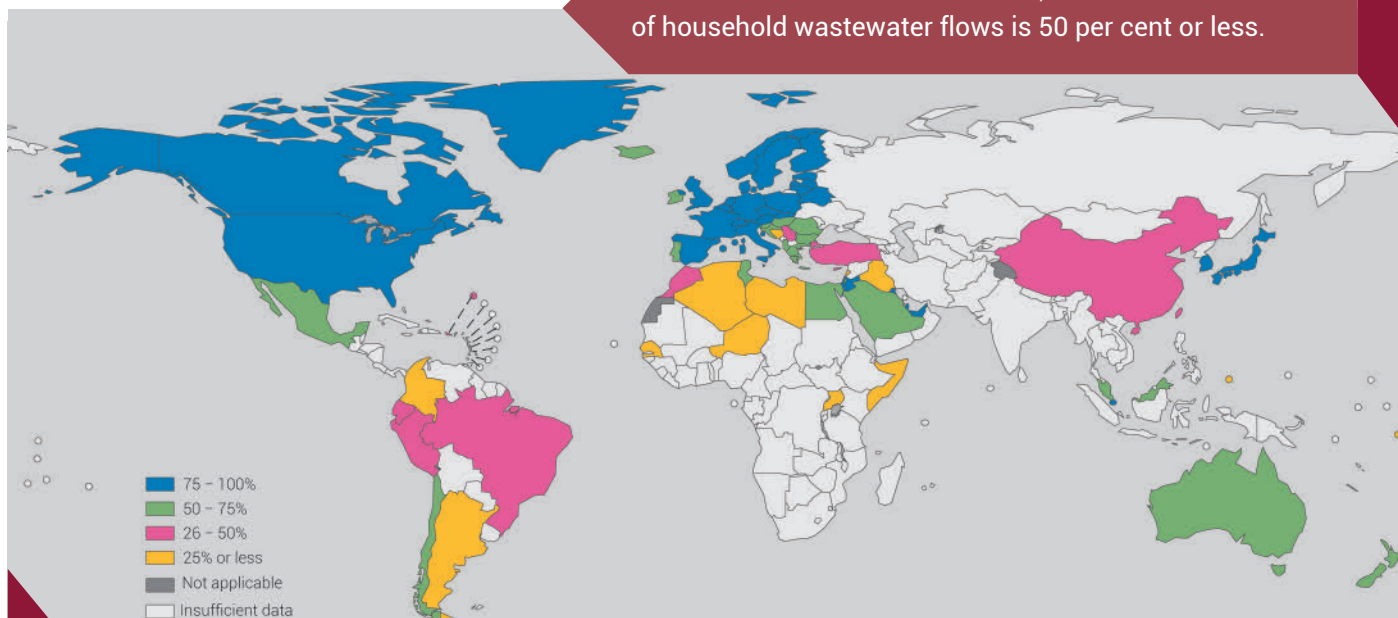 of household wastewater flows is 50 per cent or less.
75 – 100%
50 – 75%
26 – 50%
25% or less
Not applicable
Insufficient data